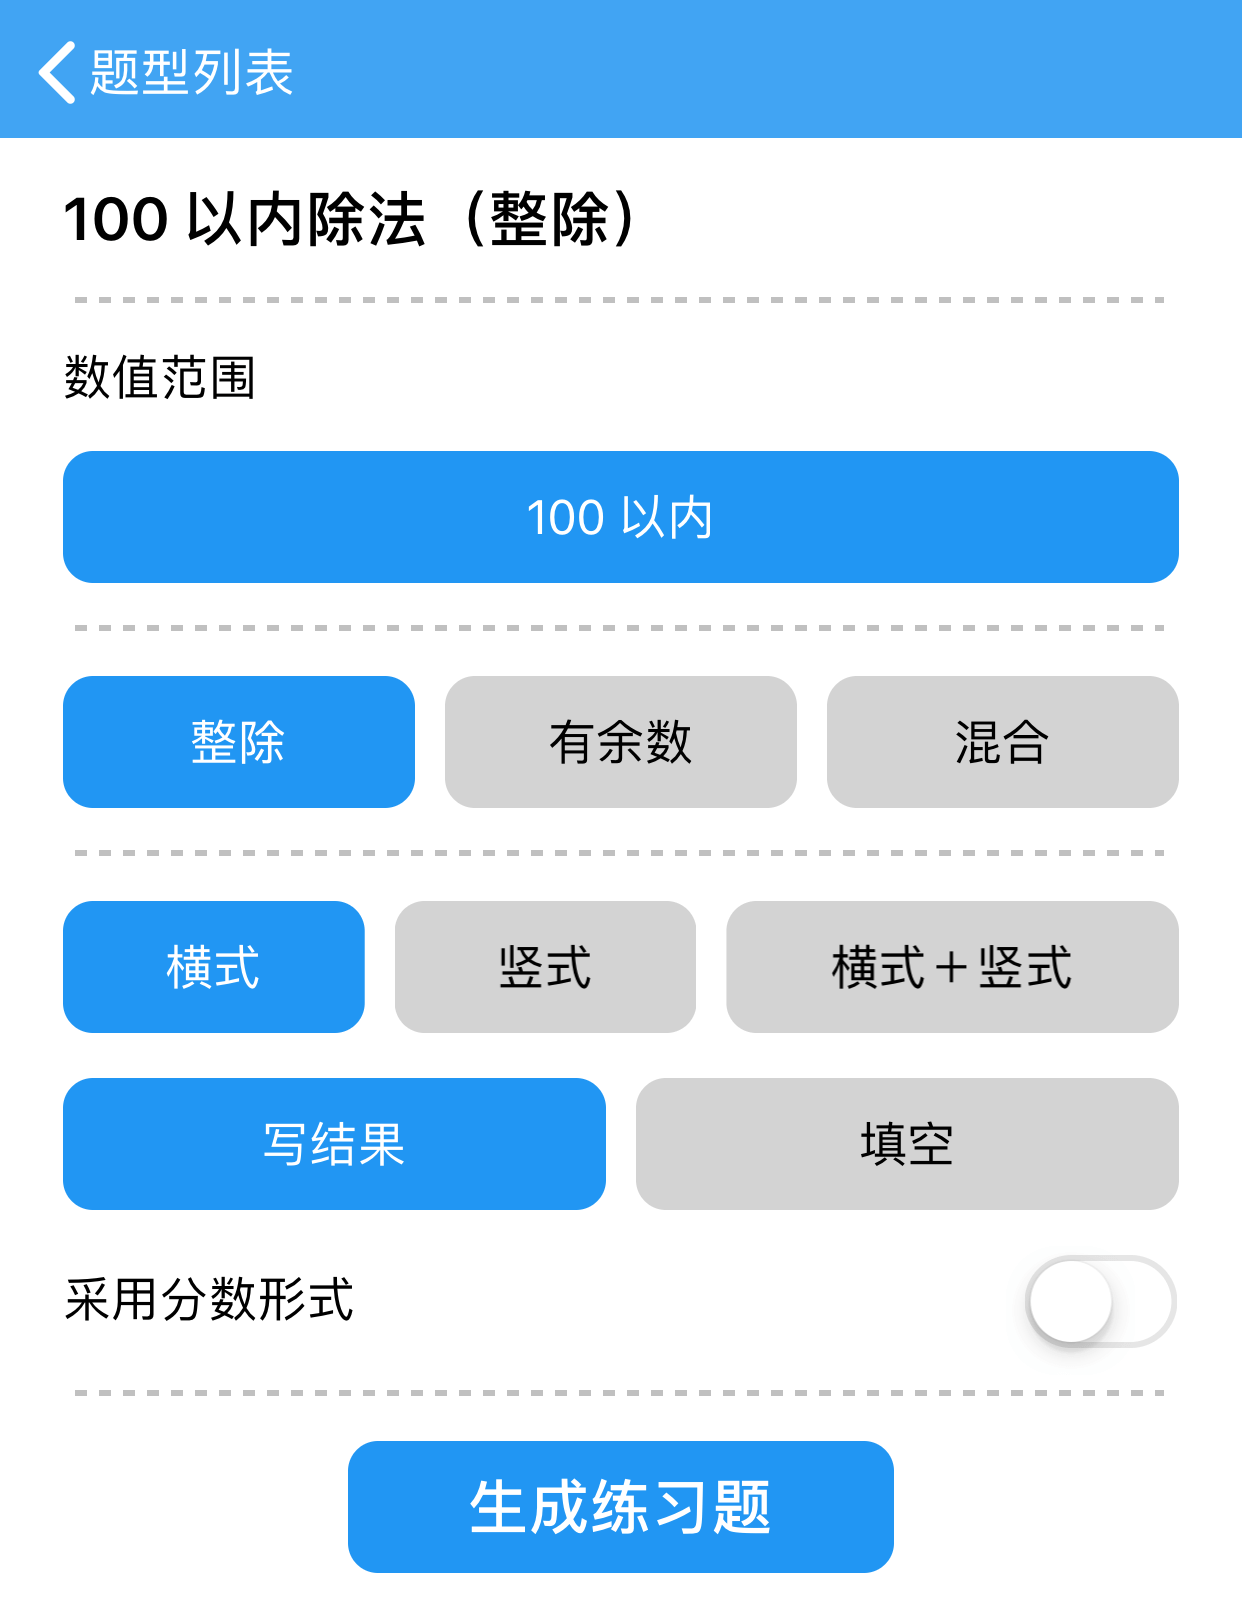 题型列表
100 以内除法（整除）
数值范围
100 以内
整除 有余数 混合
横式 竖式 横式＋竖式
写结果 填空
采用分数形式
生成练习题